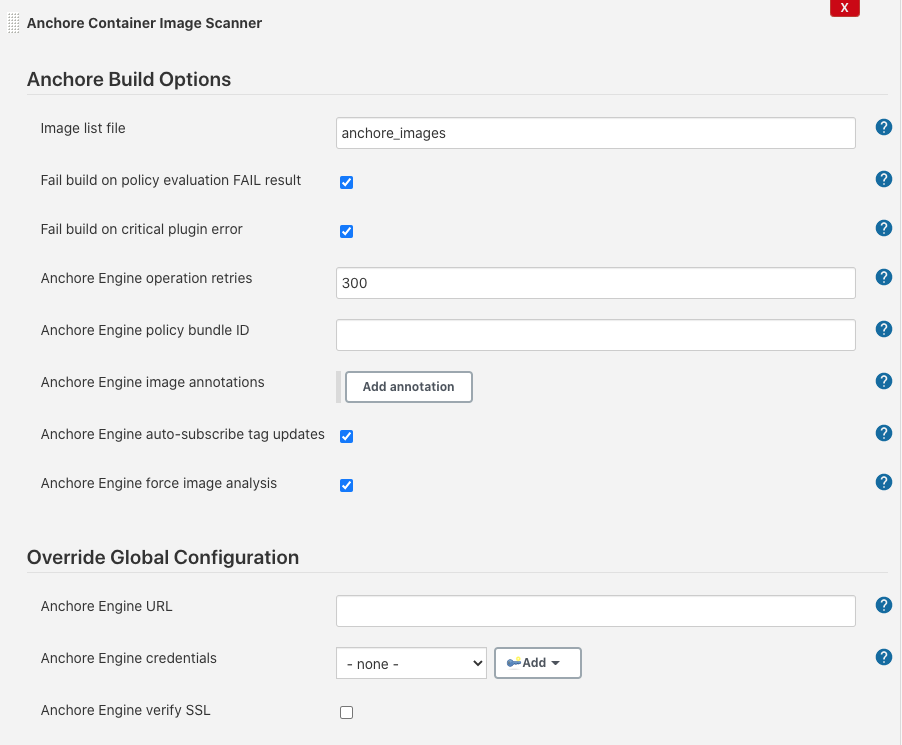 X
Anchore Container Image Scanner
Anchore Build Options
Image list file
anchore_images
?
Fail build on policy evaluation FAIL result
?
Fail build on critical plugin error
?
Anchore Engine operation retries
300
?
Anchore Engine policy bundle ID
?
Anchore Engine image annotations
Add annotation
?
Anchore Engine auto-subscribe tag updates
?
Anchore Engine force image analysis
?
Override Global Configuration
Anchore Engine URL
?
Anchore Engine credentials
- none -
Add
?
Anchore Engine verify SSL